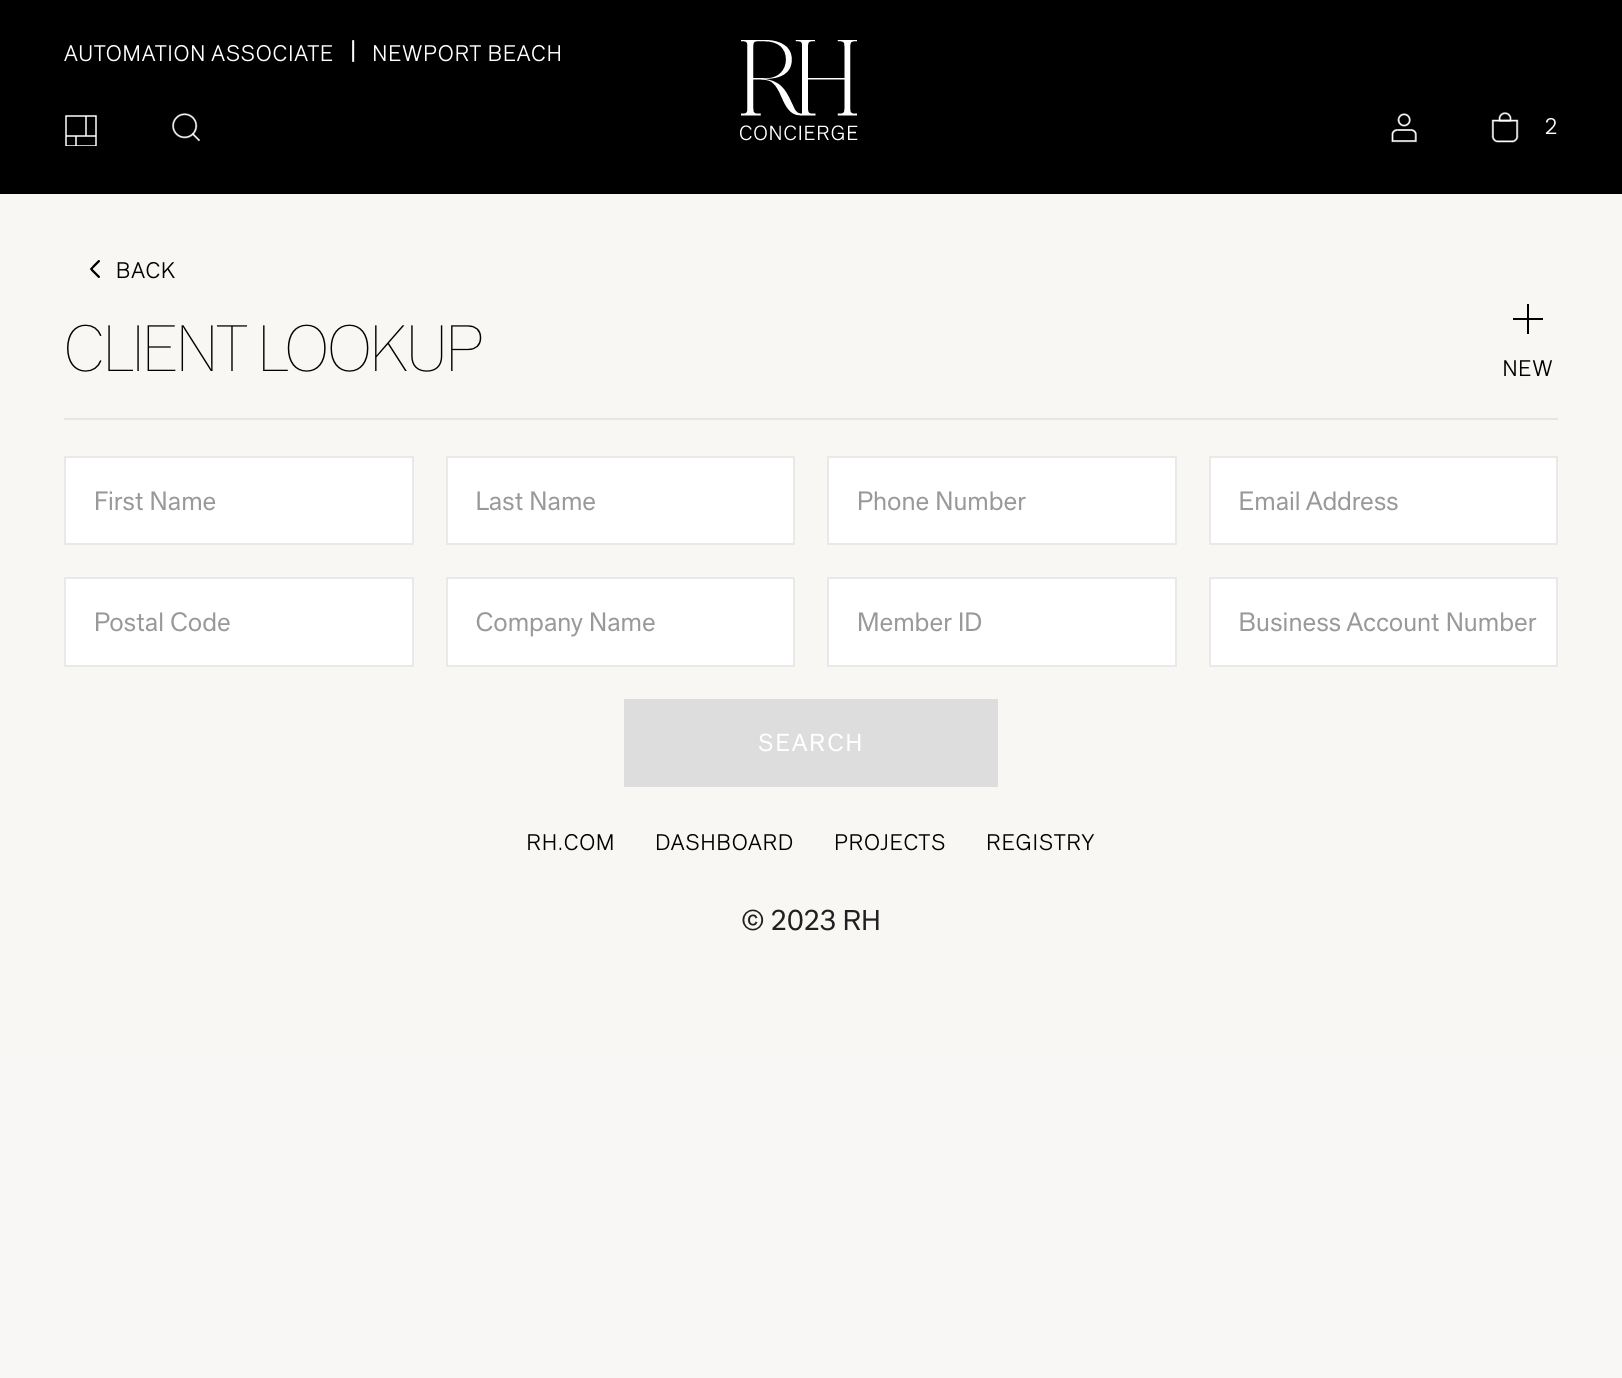 AUTOMATION ASSOCIATE | NEWPORT BEACH
RH
CONCIERGE
2
BACK
CLIENT LOOKUP
NEW
First Name
Last Name
Phone Number
Email Address
Postal Code
Company Name
Member ID
Business Account Number
SEARCH
RH.COM DASHBOARD PROJECTS REGISTRY
© 2023 RH